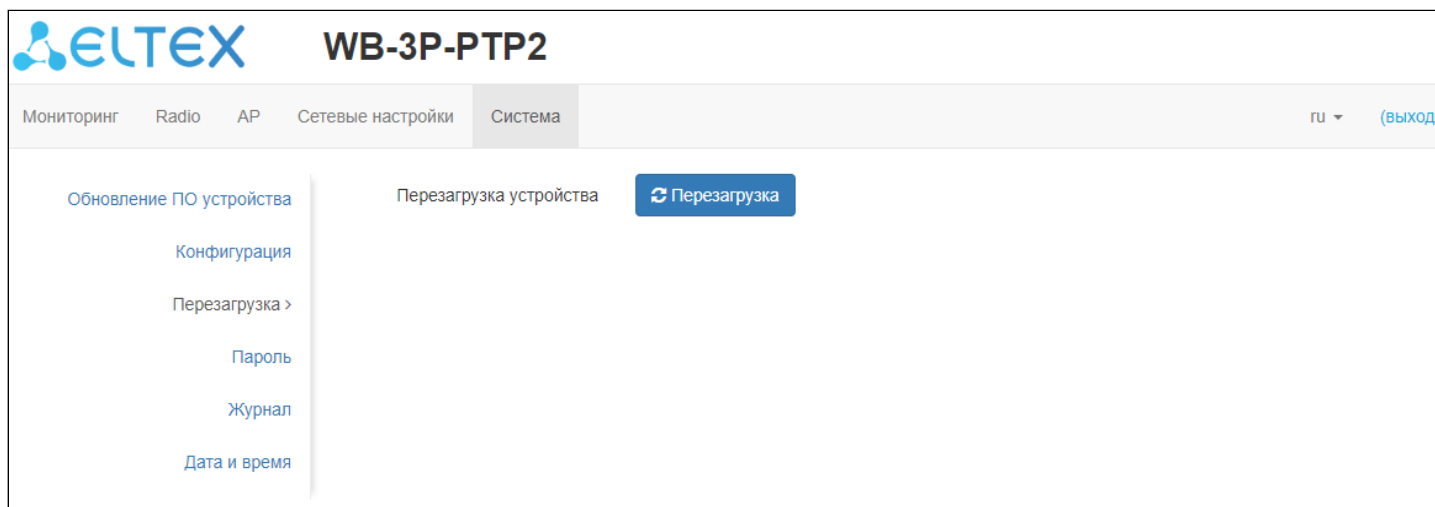 ELTEX WB-3P-PTP2
Мониторинг Radio AP Сетевые настройки Система ru (выход
Обновление ПО устройства
Конфигурация
Перезагрузка >
Пароль
Журнал
Дата и время
Перезагрузка устройства Перезагрузка